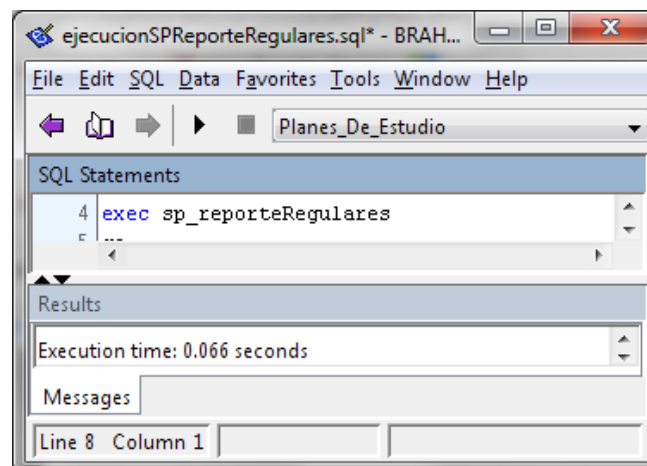 ejecucionSPReporteRegulares.sql* - BRAH...
File Edit SQL Data Favorites Tools Window Help
Planes_De_Estudio
SQL Statements
4 exec sp_reporteRegulares
5
Results
Execution time: 0.066 seconds
Messages
Line 8 Column 1